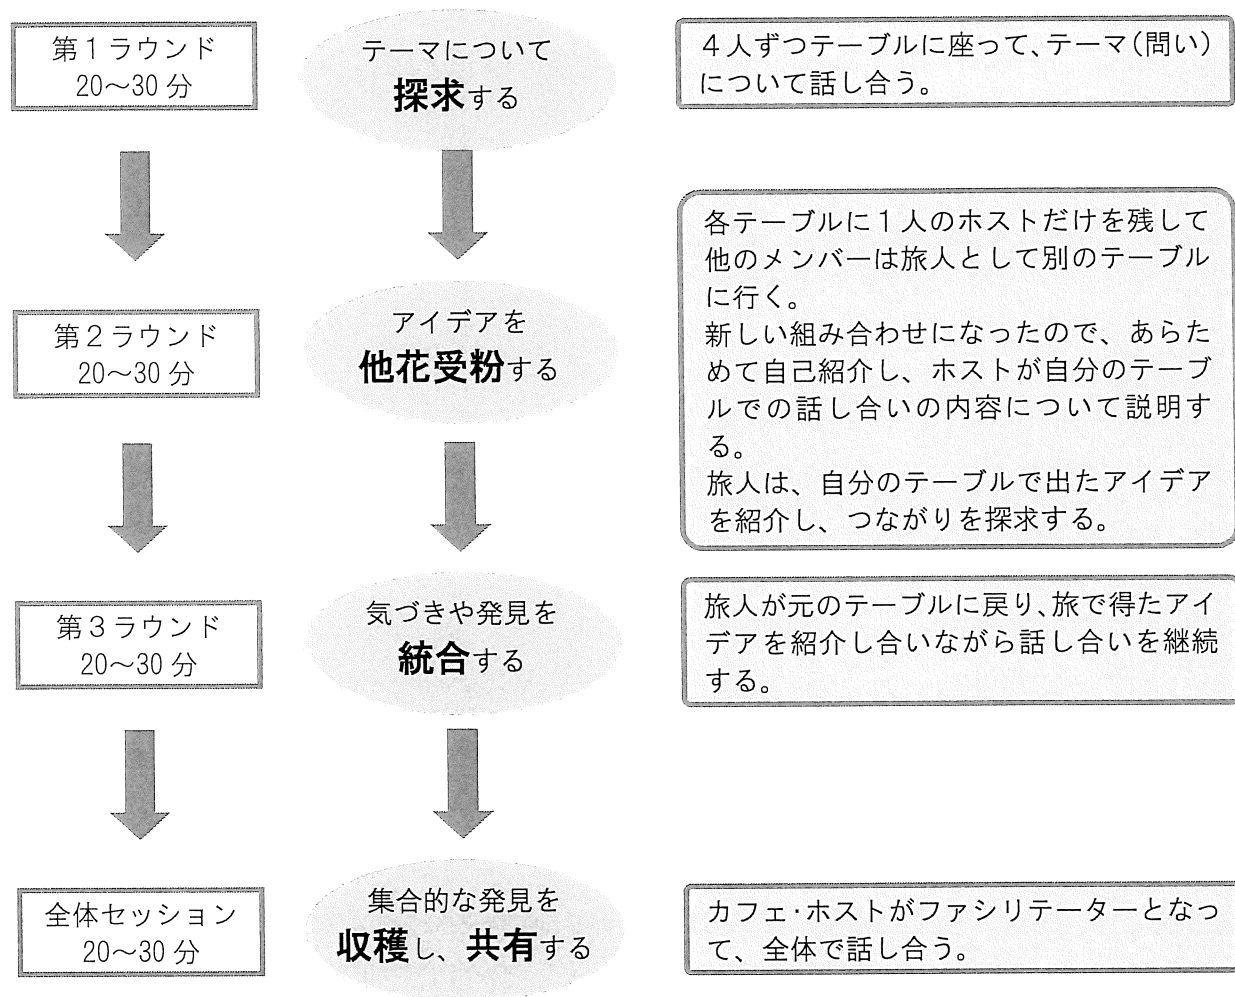 第1ラウンド
20〜30 分
テーマについて
探求する
4人ずつテーブルに座って、テーマ(問い)
について話し合う。
第2ラウンド
20〜30 分
アイデアを
他花受粉する
各テーブルに1人のホストだけを残して
他のメンバーは旅人として別のテーブル
に行く。
新しい組み合わせになったので、あらた
めて自己紹介し、ホストが自分のテーブ
ルでの話し合いの内容について説明す
る。
旅人は、自分のテーブルで出たアイデア
を紹介し、つながりを探求する。
第3ラウンド
20〜30 分
気づきや発見を
統合する
旅人が元のテーブルに戻り、旅で得たアイ
デアを紹介し合いながら話し合いを継続
する。
全体セッション
20〜30 分
集合的な発見を
収穫し、共有する
カフェ・ホストがファシリテーターとなっ
て、全体で話し合う。